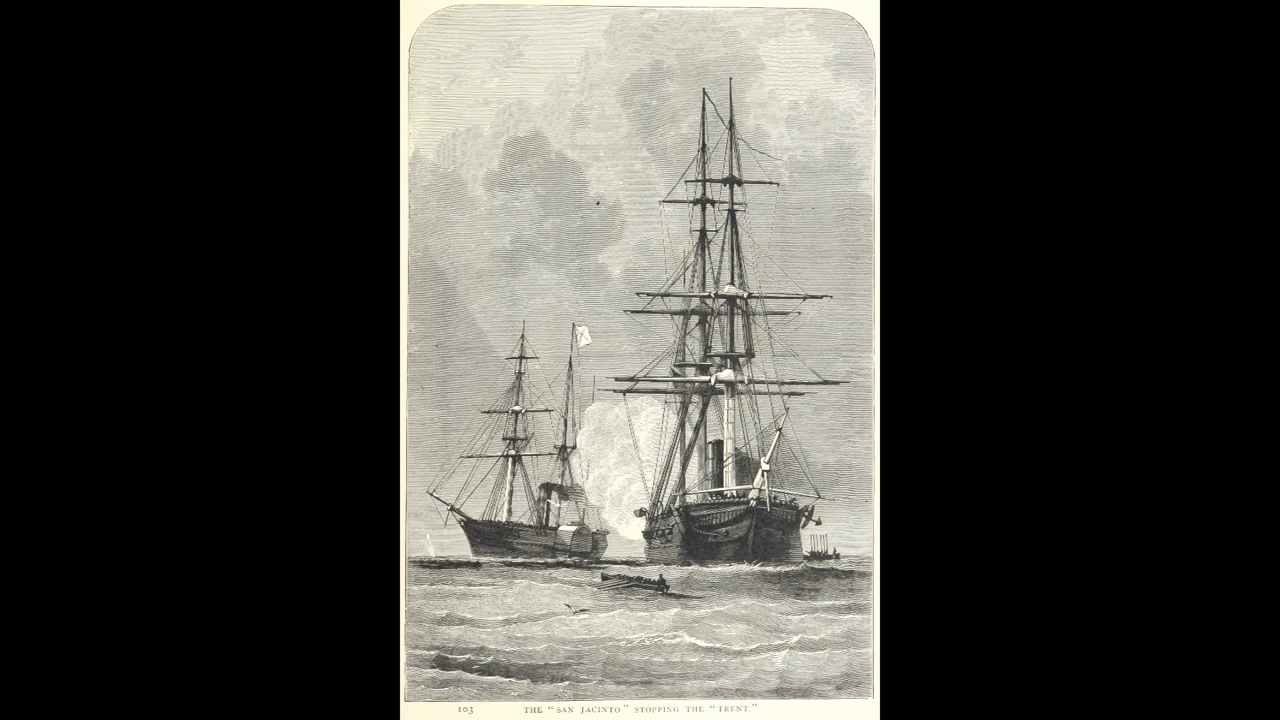 103 THE "SAN JACINTO" STOPPING THE "TRENT."